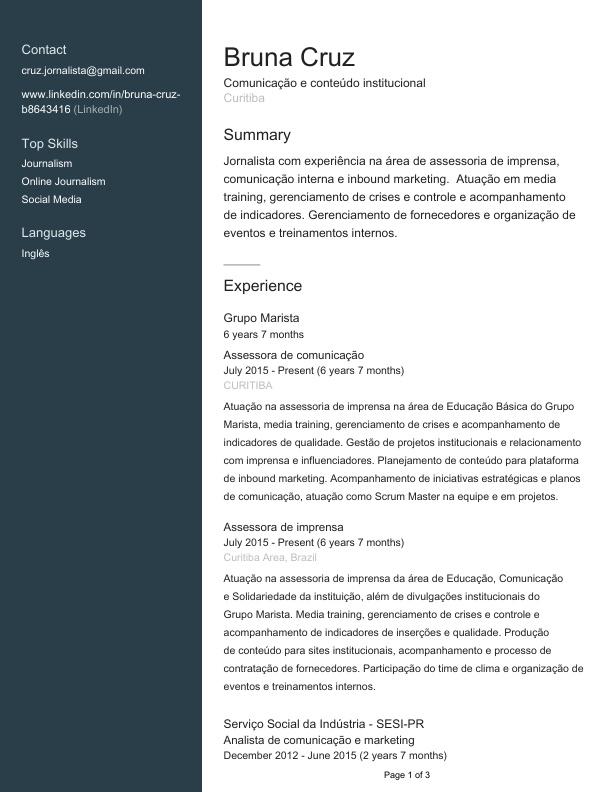 Contact
cruz.jornalista@gmail.com
www.linkedin.com/in/bruna-cruz-
b8643416 (LinkedIn)
Top Skills
Journalism
Online Journalism
Social Media
Languages
Inglês
Bruna Cruz
Comunicação e conteúdo institucional
Curitiba
Summary
Jornalista com experiência na área de assessoria de imprensa,
comunicação interna e inbound marketing.  Atuação em media
training, gerenciamento de crises e controle e acompanhamento
de indicadores. Gerenciamento de fornecedores e organização de
eventos e treinamentos internos.
Experience
Grupo Marista
6 years 7 months
Assessora de comunicação
July 2015 - Present (6 years 7 months)
CURITIBA
Atuação na assessoria de imprensa na área de Educação Básica do Grupo
Marista, media training, gerenciamento de crises e acompanhamento de
indicadores de qualidade. Gestão de projetos institucionais e relacionamento
com imprensa e influenciadores. Planejamento de conteúdo para plataforma
de inbound marketing. Acompanhamento de iniciativas estratégicas e planos
de comunicação, atuação como Scrum Master na equipe e em projetos.
Assessora de imprensa
July 2015 - Present (6 years 7 months)
Curitiba Area, Brazil
Atuação na assessoria de imprensa da área de Educação, Comunicação
e Solidariedade da instituição, além de divulgações institucionais do
Grupo Marista. Media training, gerenciamento de crises e controle e
acompanhamento de indicadores de inserções e qualidade. Produção
de conteúdo para sites institucionais, acompanhamento e processo de
contratação de fornecedores. Participação do time de clima e organização de
eventos e treinamentos internos.
Serviço Social da Indústria - SESI-PR
Analista de comunicação e marketing
December 2012 - June 2015 (2 years 7 months)
Page 1 of 3